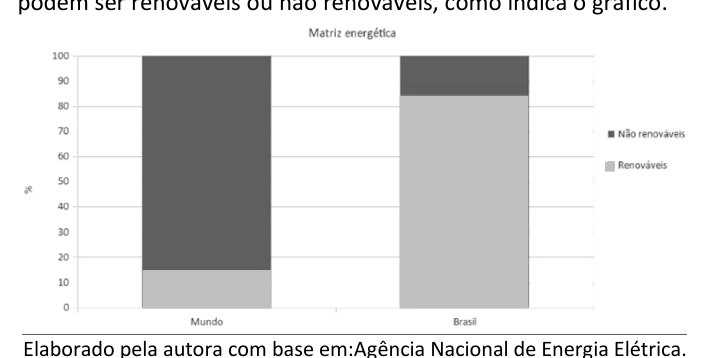 podem ser renováveis ou não renováveis, como indica o gráfico.
Matriz energética
100
90
80
70
60
50
40
30
20
10
0
%
Mundo
Brasil
Não renováveis
Renováveis
Elaborado pela autora com base em:Agência Nacional de Energia Elétrica.